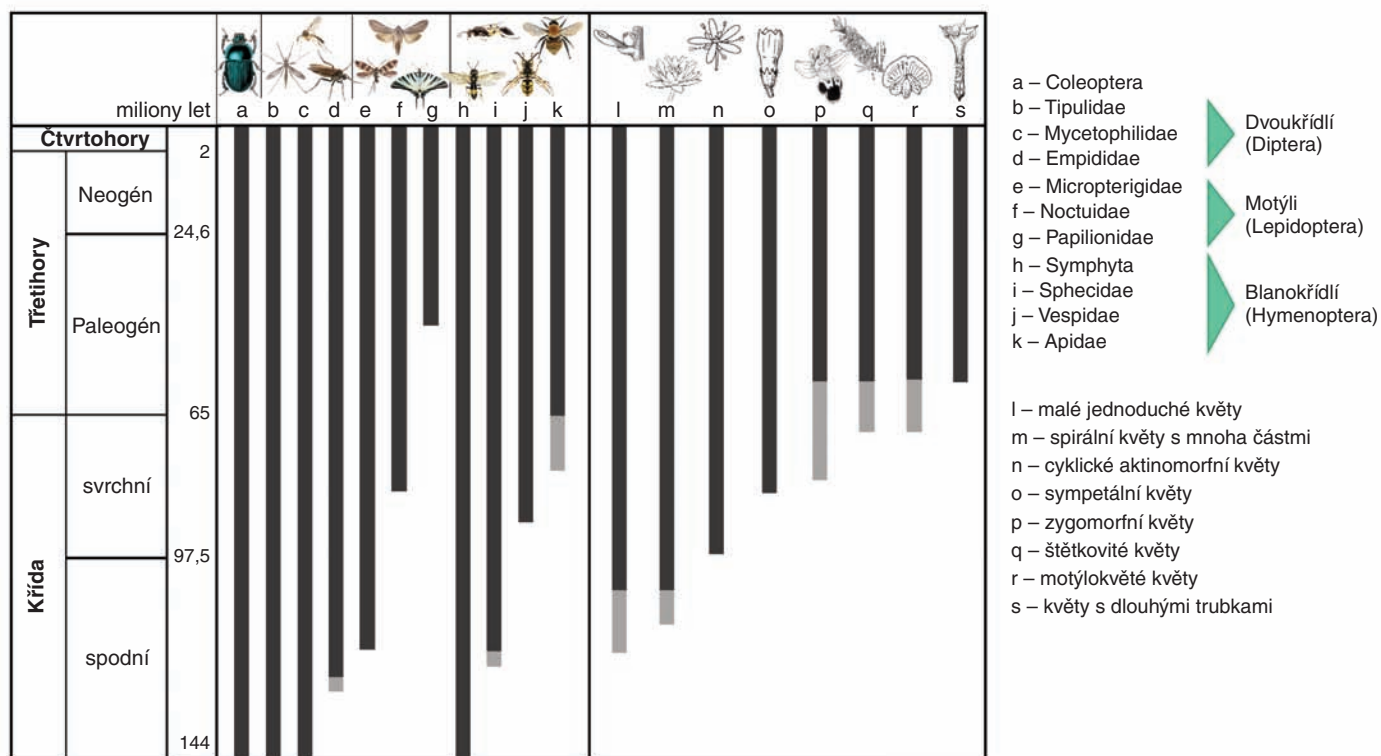 miliony let a b c d e f g h i j k l m n o p q r s
Čtvrtohory
2
Třetihory
Neogén
24,6
Paleogén
65
Křída
svrchní
97,5
spodní
144
a – Coleoptera
b – Tipulidae
c – Mycetophilidae
d – Empididae
Dvoukřídlí
(Diptera)
e – Micropterigidae
f – Noctuidae
g – Papilionidae
Motýli
(Lepidoptera)
h – Symphyta
i – Sphecidae
j – Vespidae
k – Apidae
Blanokřídlí
(Hymenoptera)
l – malé jednoduché květy
m – spirální květy s mnoha částmi
n – cyklické aktinomorfní květy
o – sympetální květy
p – zygomorfní květy
q – štětkovité květy
r – motýlokvěté květy
s – květy s dlouhými trubkami